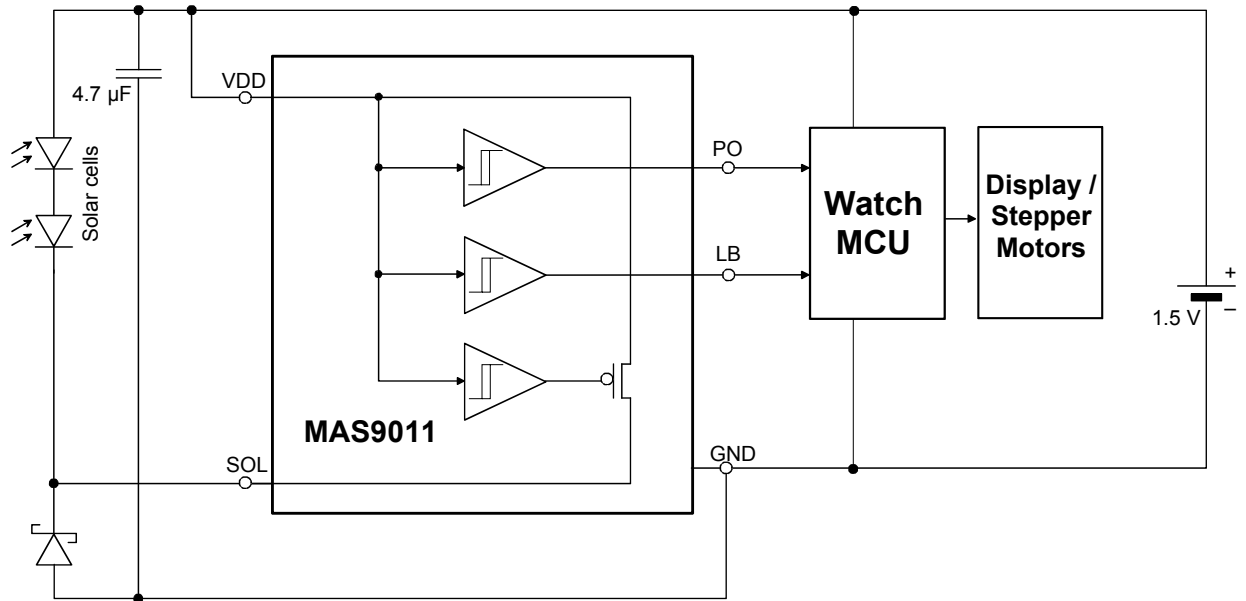 VDD
4.7 µF
Solar cells
PO
LB
Watch
MCU
Display /
Stepper
Motors
+
1.5 V
–
MAS9011
SOL
GND